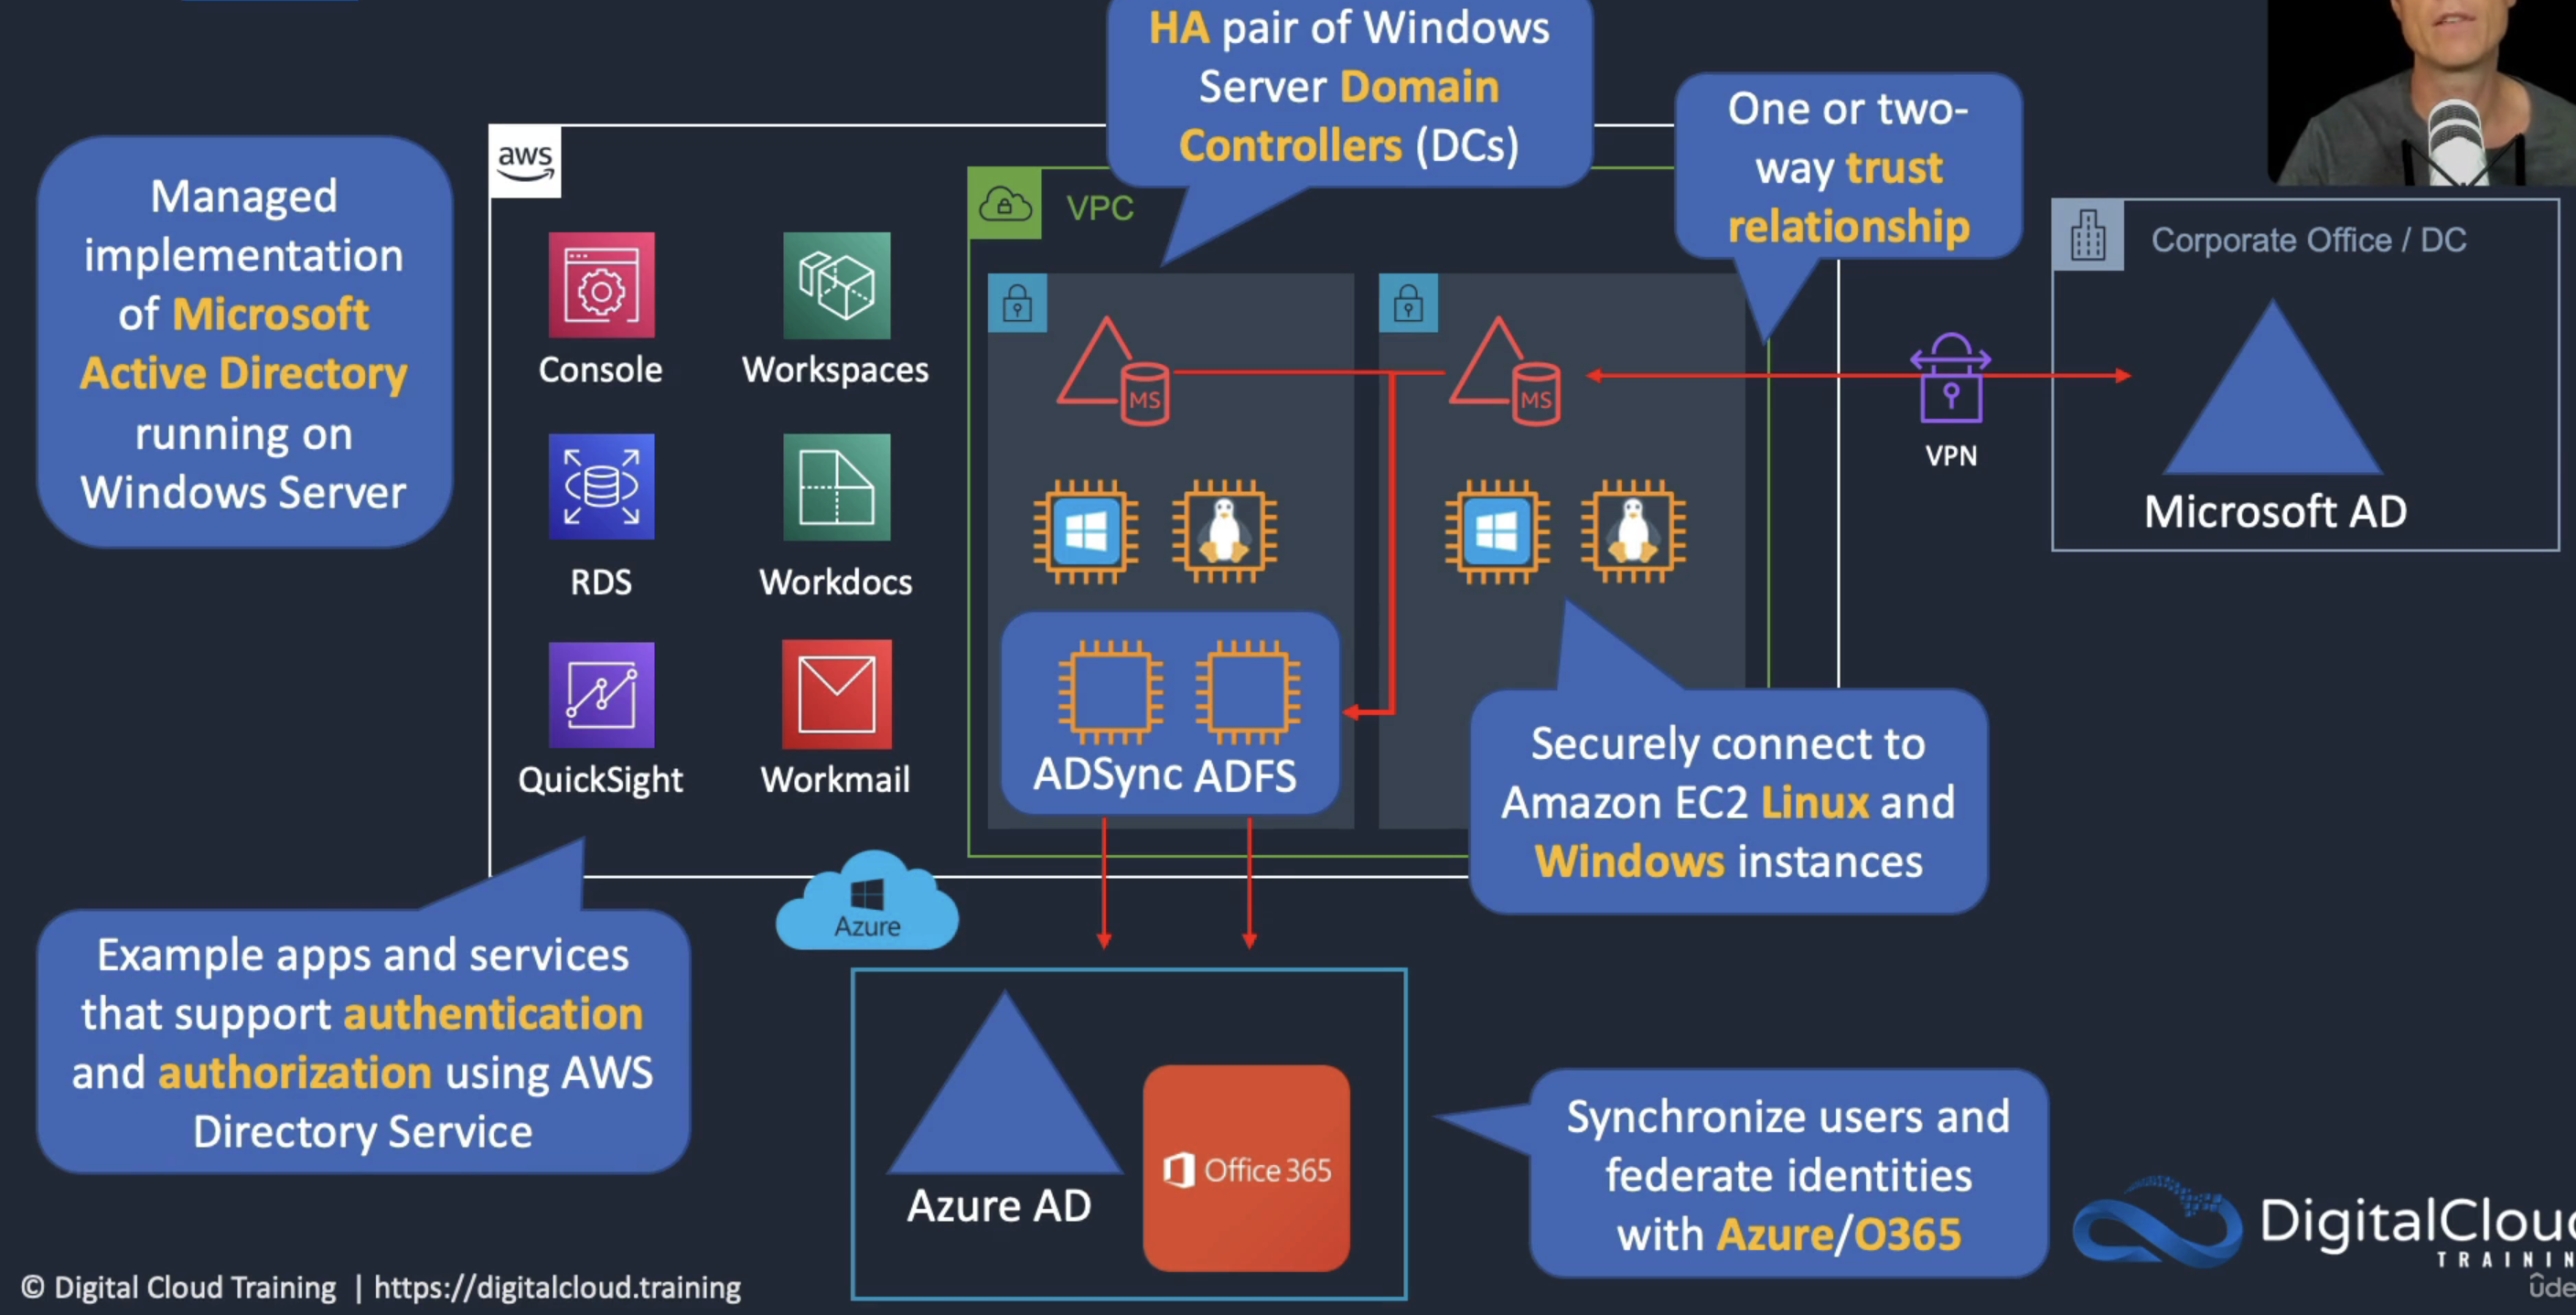 HA pair of Windows
Server Domain
Controllers (DCs)
One or two-
way trust
relationship
Managed
implementation
of Microsoft
Active Directory
running on
Windows Server
aws
VPC
Corporate Office / DC
Console
Workspaces
MS
MS
VPN
Microsoft AD
RDS
Workdocs
QuickSight
Workmail
ADSync ADFS
Securely connect to
Amazon EC2 Linux and
Windows instances
Azure
Example apps and services
that support authentication
and authorization using AWS
Directory Service
Azure AD
Office 365
Synchronize users and
federate identities
with Azure/O365
DigitalClou
TRAININ
ûde
© Digital Cloud Training | https://digitalcloud.training